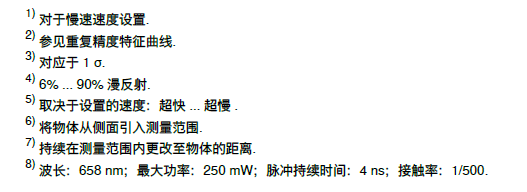 1) 对于慢速速度设置.
2) 参见重复精度特征曲线.
3) 对应于 1 σ.
4) 6% ... 90% 漫反射.
5) 取决于设置的速度：超快 ... 超慢 .
6) 将物体从侧面引入测量范围.
7) 持续在测量范围内更改至物体的距离.
8) 波长：658 nm；最大功率：250 mW；脉冲持续时间：4 ns；接触率：1/500.